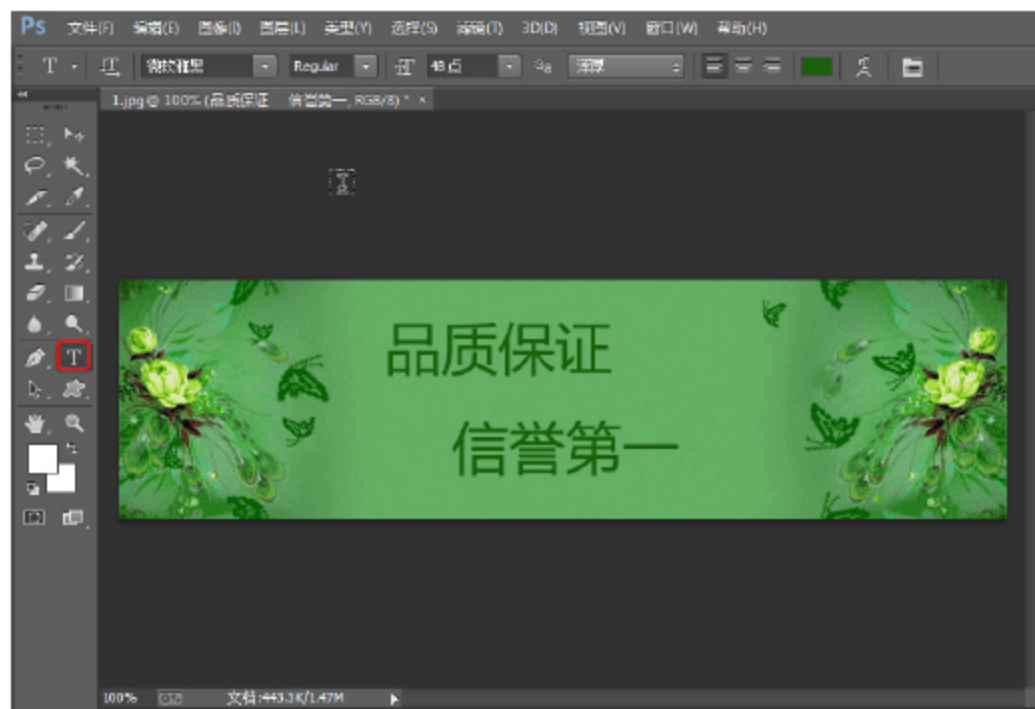 Ps 文件(F) 编辑(E) 图像(I) 图层(L) 类型(Y) 选择(S) 滤镜(T) 3D(D) 视图(V) 窗口(W) 帮助(H)
T 微软雅黑 Regular 48点 浑厚
1.jpg @ 100% (品质保证 信誉第一, RGB/8) * ×
品质保证
T
信誉第一
100% 文档:443.3K/1.47M